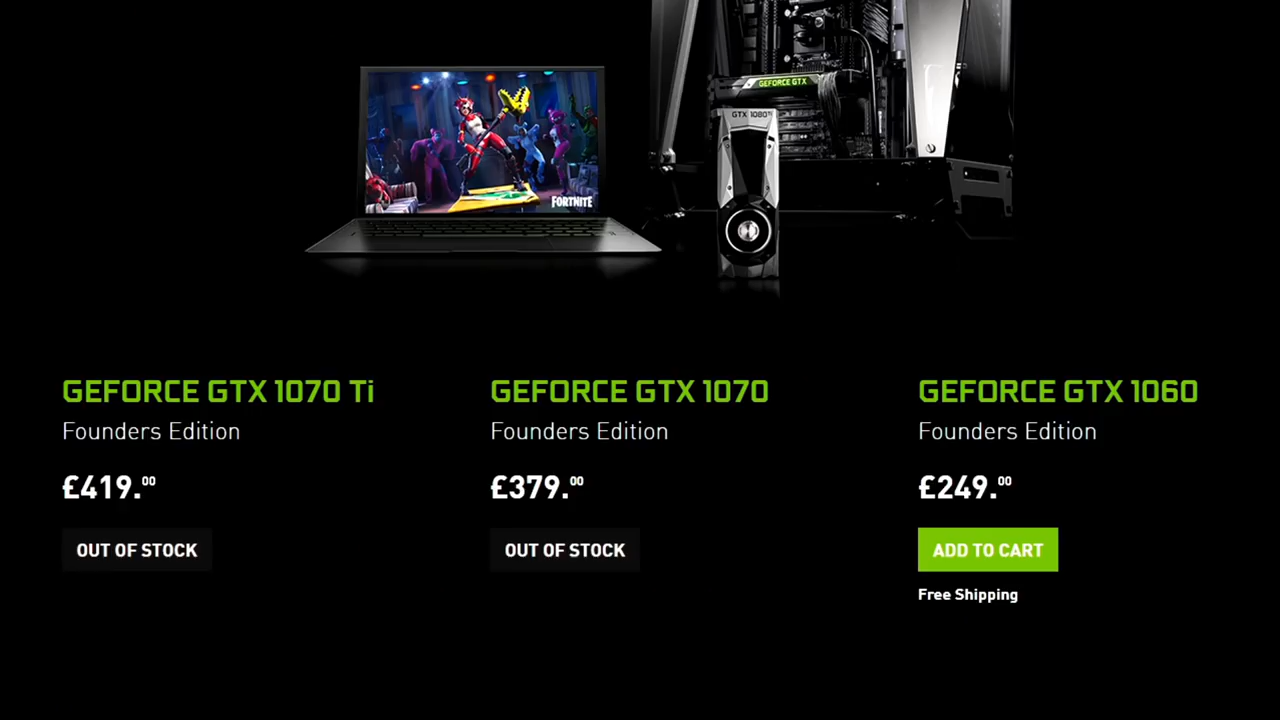 GEFORCE GTX
GTX 1080 Ti
FORTNITE
GEFORCE GTX 1070 Ti
Founders Edition
£419.00
OUT OF STOCK
GEFORCE GTX 1070
Founders Edition
£379.00
OUT OF STOCK
GEFORCE GTX 1060
Founders Edition
£249.00
ADD TO CART
Free Shipping